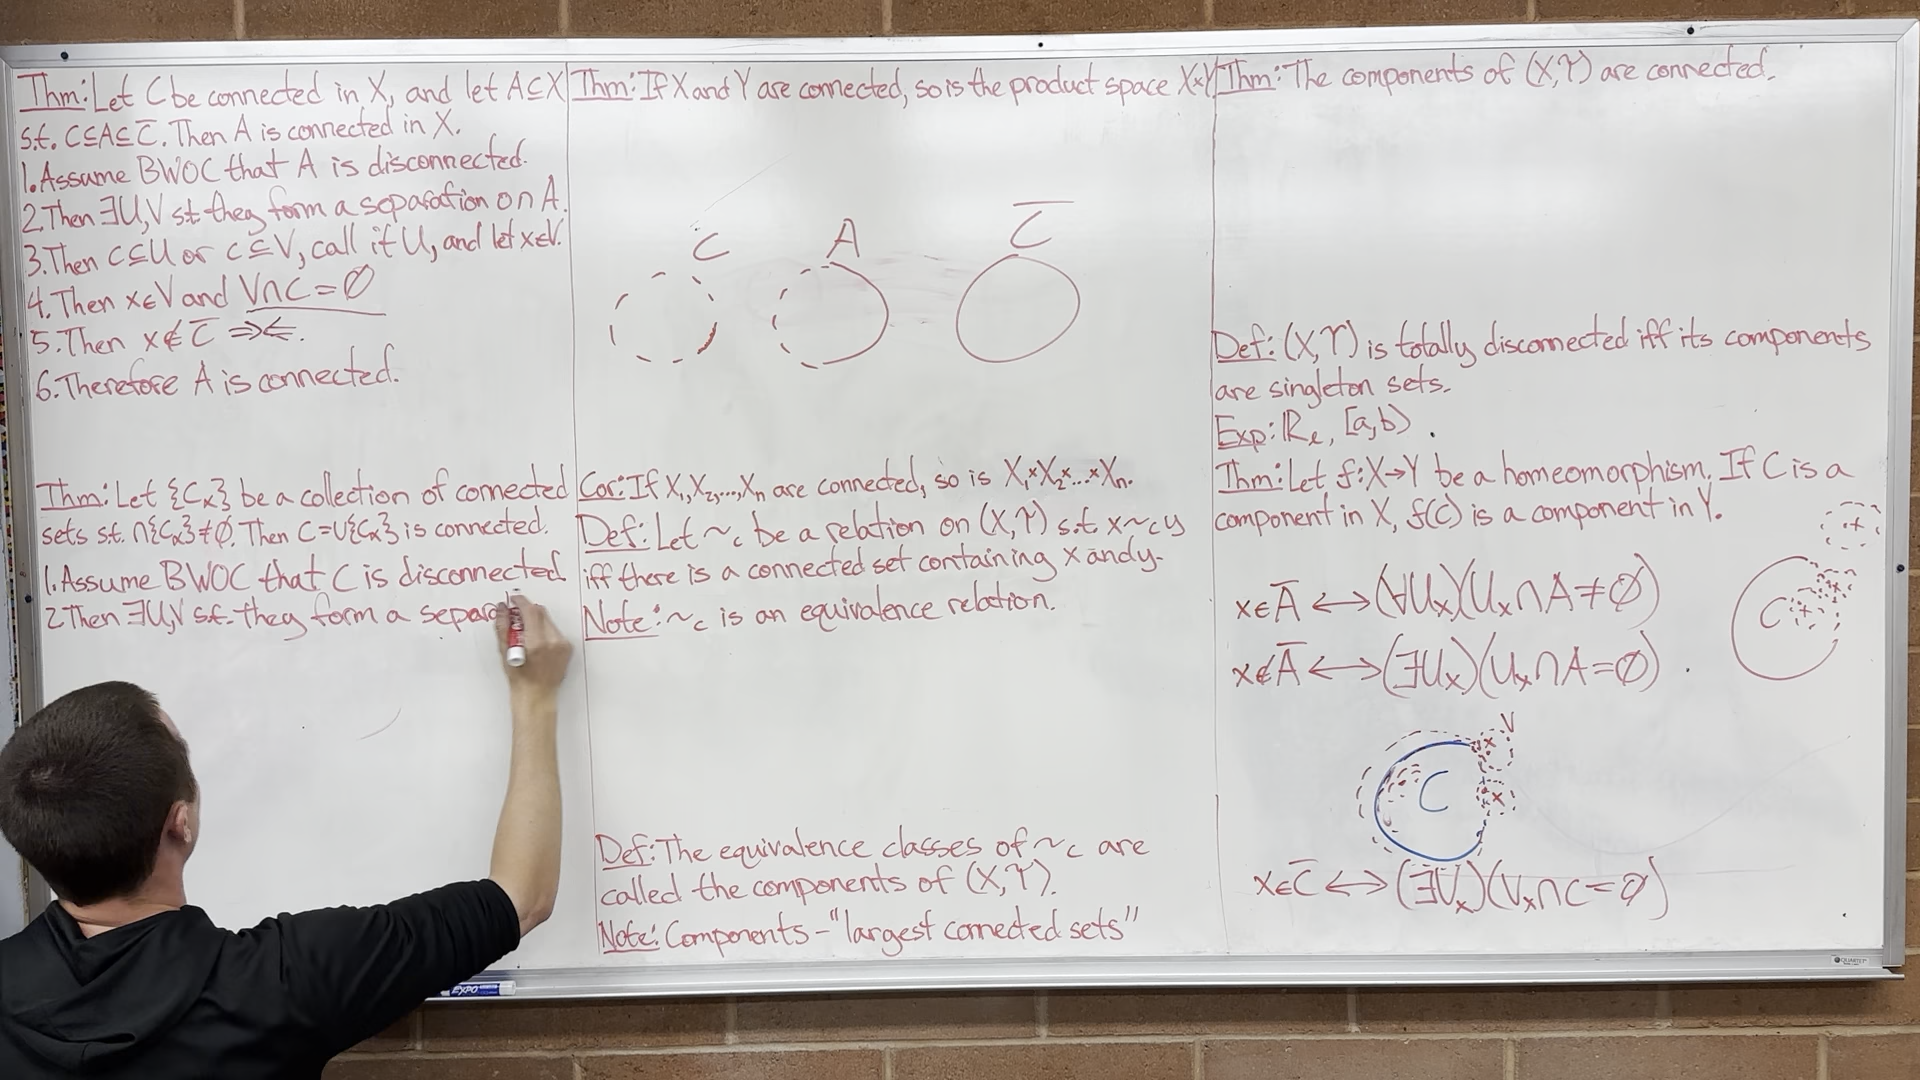 Thm: Let C be connected in X, and let A⊆X
s.t. C⊆A⊆C̅. Then A is connected in X.
1. Assume BWOC that A is disconnected.
2. Then ∃U,V s.t. they form a separation on A.
3. Then C⊆U or C⊆V, call it U, and let x∈V.
4. Then x∈V and V∩C=∅
5. Then x∉C̅ ⇒⇐.
6. Therefore A is connected.
Thm: Let {Cα} be a collection of connected
sets s.t. ∩{Cα}≠∅. Then C=∪{Cα} is connected.
1. Assume BWOC that C is disconnected
2. Then ∃U,V s.t. they form a separa
Thm: If X and Y are connected, so is the product space X×Y
C
A
C̅
Cor: If X₁,X₂,...,Xn are connected, so is X₁×X₂×...×Xn.
Def: Let ~c be a relation on (X,Υ) s.t. x~c y
iff there is a connected set containing x and y.
Note: ~c is an equivalence relation.
Def: The equivalence classes of ~c are
called the components of (X,Υ).
Note: Components - "largest connected sets"
Thm: The components of (X,Υ) are connected.
Def: (X,Υ) is totally disconnected iff its components
are singleton sets.
Exp: ℝℓ, [a,b)
Thm: Let f: X→Y be a homeomorphism. If C is a
component in X, f(C) is a component in Y.
x∈A̅ ↔ (∀Ux)(Ux∩A≠∅)
x∉A̅ ↔ (∃Ux)(Ux∩A=∅)
C
V
C
x∈C̅ ↔ (∃Vx)(Vx∩C=∅)
QUARTET
EXPO